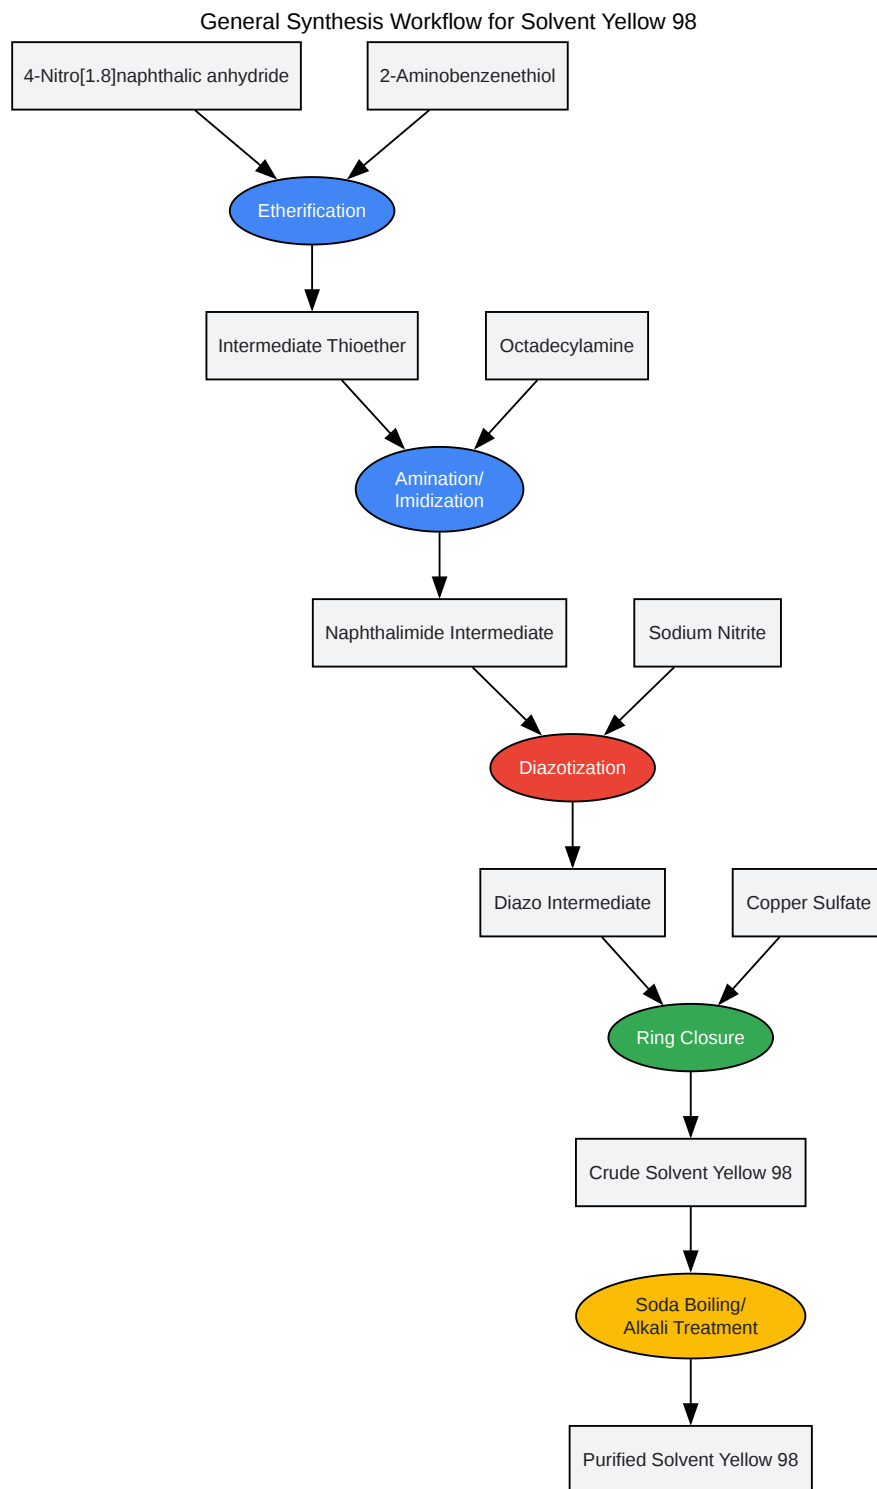 General Synthesis Workflow for Solvent Yellow 98
4-Nitro[1.8]naphthalic anhydride
2-Aminobenzenethiol
Etherification
Intermediate Thioether
Octadecylamine
Amination/
Imidization
Naphthalimide Intermediate
Sodium Nitrite
Diazotization
Diazo Intermediate
Copper Sulfate
Ring Closure
Crude Solvent Yellow 98
Soda Boiling/
Alkali Treatment
Purified Solvent Yellow 98